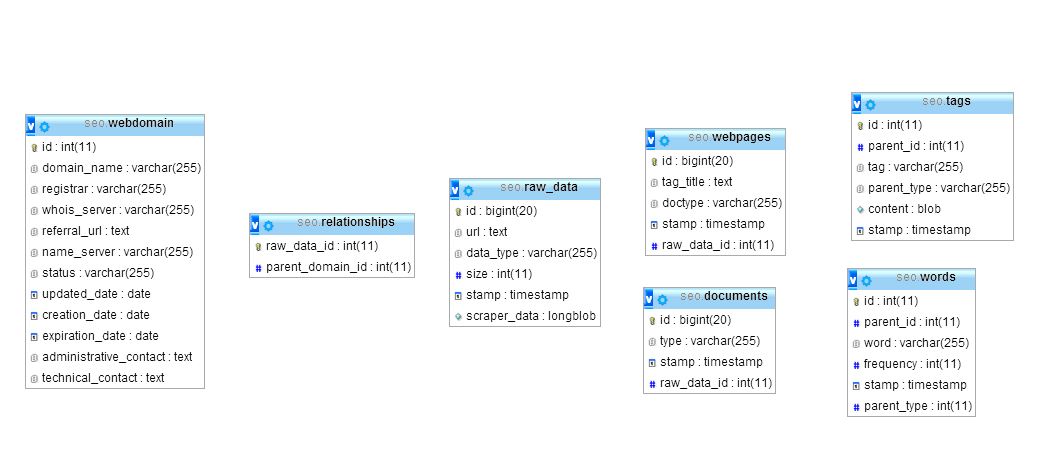 seo.webdomain
id : int(11)
domain_name : varchar(255)
registrar : varchar(255)
whois_server : varchar(255)
referral_url : text
name_server : varchar(255)
status : varchar(255)
updated_date : date
creation_date : date
expiration_date : date
administrative_contact : text
technical_contact : text
seo.relationships
raw_data_id : int(11)
parent_domain_id : int(11)
seo.raw_data
id : bigint(20)
url : text
data_type : varchar(255)
size : int(11)
stamp : timestamp
scraper_data : longblob
seo.webpages
id : bigint(20)
tag_title : text
doctype : varchar(255)
stamp : timestamp
raw_data_id : int(11)
seo.documents
id : bigint(20)
type : varchar(255)
stamp : timestamp
raw_data_id : int(11)
seo.tags
id : int(11)
parent_id : int(11)
tag : varchar(255)
parent_type : varchar(255)
content : blob
stamp : timestamp
seo.words
id : int(11)
parent_id : int(11)
word : varchar(255)
frequency : int(11)
stamp : timestamp
parent_type : int(11)